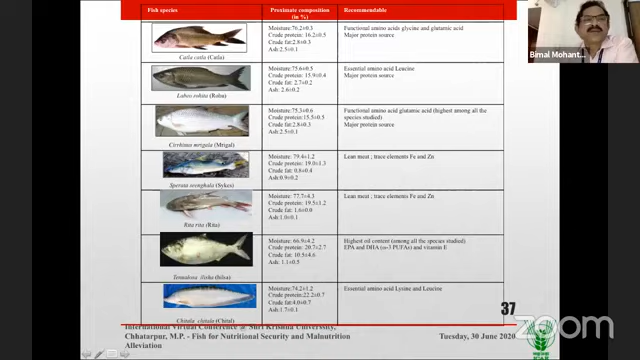 Fish species
Proximate composition
(in %)
Recommendable
Catla catla (Catla)
Moisture:76.2±0.3
Crude protein: 16.2±0.5
Crude fat:2.8±0.3
Ash:2.5±0.1
Functional amino acids glycine and glutamic acid
Major protein source
Labeo rohita (Rohu)
Moisture:75.6±0.5
Crude protein: 15.9±0.4
Crude fat: 2.7±0.2
Ash: 2.6±0.2
Essential amino acid Leucine
Major protein source
Cirrhinus mrigala (Mrigal)
Moisture:75.3±0.6
Crude protein:15.5±0.5
Crude fat:2.8±0.3
Ash:2.5±0.1
Functional amino acid glutamic acid (highest among all the
species studied)
Major protein source
Sperata seenghala (Sykes)
Moisture: 79.4±1.2
Crude protein: 19.0±1.3
Crude fat: 0.8±0.4
Ash:0.9±0.2
Lean meat ; trace elements Fe and Zn
Rita rita (Rita)
Moisture: 77.7±4.3
Crude protein: 19.5±1.2
Crude fat: 1.6±0.0
Ash:1.0±0.1
Lean meat ; trace elements Fe and Zn
Tenualosa ilisha (hilsa)
Moisture: 66.9±4.2
Crude protein: 20.7±2.7
Crude fat: 10.5±4.6
Ash: 1.1±0.5
Highest oil content (among all the species studied)
EPA and DHA (ω-3 PUFAs) and vitamin E
Chitala chitala (Chital)
Moisture:74.2±1.2
Crude protein:22.2±0.7
Crude fat:4.0±0.7
Ash:1.7±0.1
Essential amino acid Lysine and Leucine
37
International Virtual Conference @ Shri Krishna University,
Chhatarpur, M.P. - Fish for Nutritional Security and Malnutrition
Alleviation
Tuesday, 30 June 2020
zoom
Bimal Mohant...